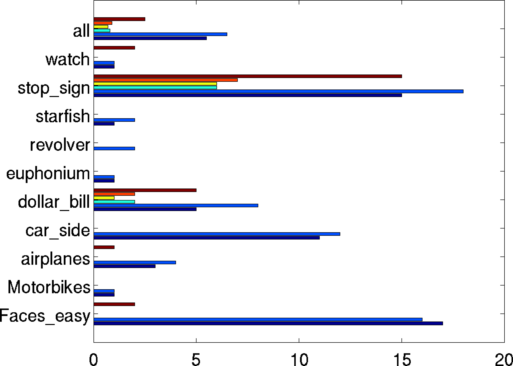 all
watch
stop_sign
starfish
revolver
euphonium
dollar_bill
car_side
airplanes
Motorbikes
Faces_easy
0 5 10 15 20